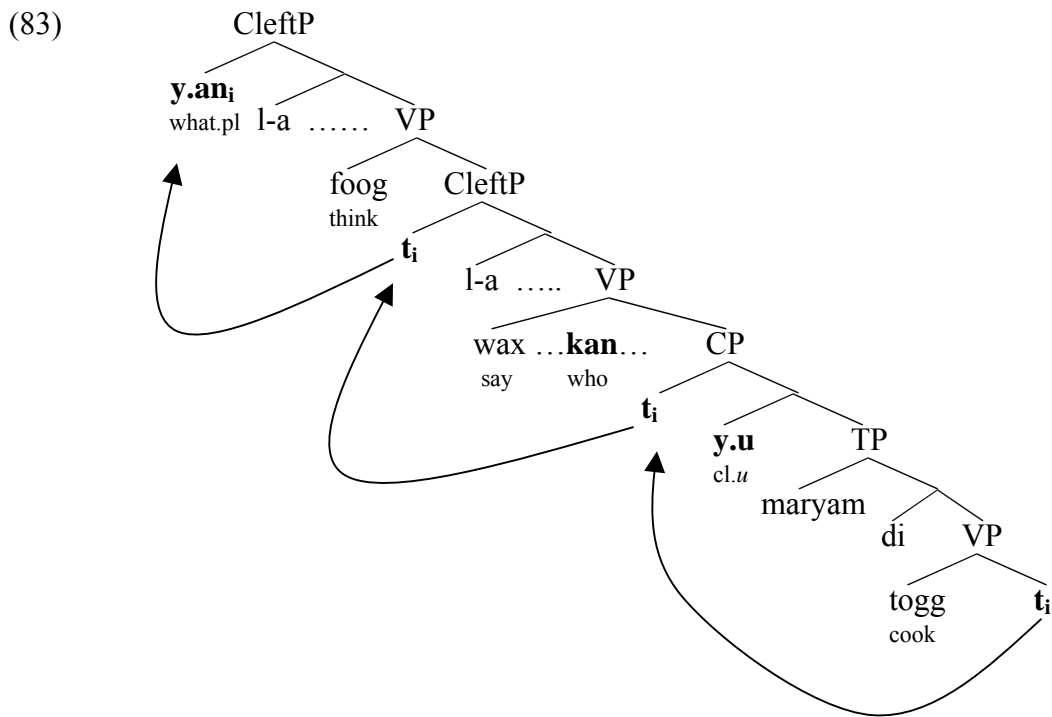 (83) CleftP
y.anᵢ
what.pl l-a ...... VP
foog CleftP
think
tᵢ
l-a ..... VP
wax ...kan... CP
say who
tᵢ
y.u TP
cl.u
maryam
di VP
togg tᵢ
cook